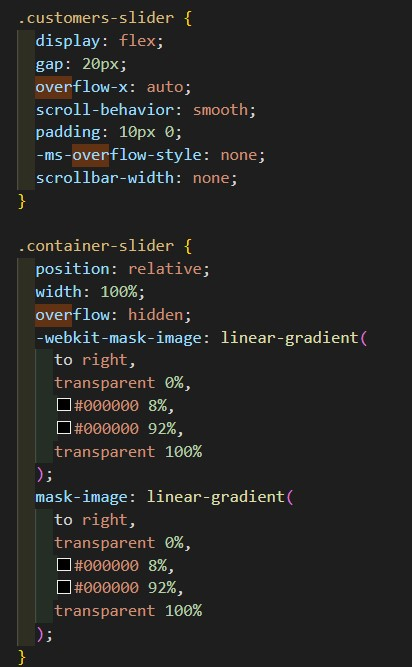 .customers-slider {
display: flex;
gap: 20px;
overflow-x: auto;
scroll-behavior: smooth;
padding: 10px 0;
-ms-overflow-style: none;
scrollbar-width: none;
}
.container-slider {
position: relative;
width: 100%;
overflow: hidden;
-webkit-mask-image: linear-gradient(
to right,
transparent 0%,
#000000 8%,
#000000 92%,
transparent 100%
);
mask-image: linear-gradient(
to right,
transparent 0%,
#000000 8%,
#000000 92%,
transparent 100%
);
}